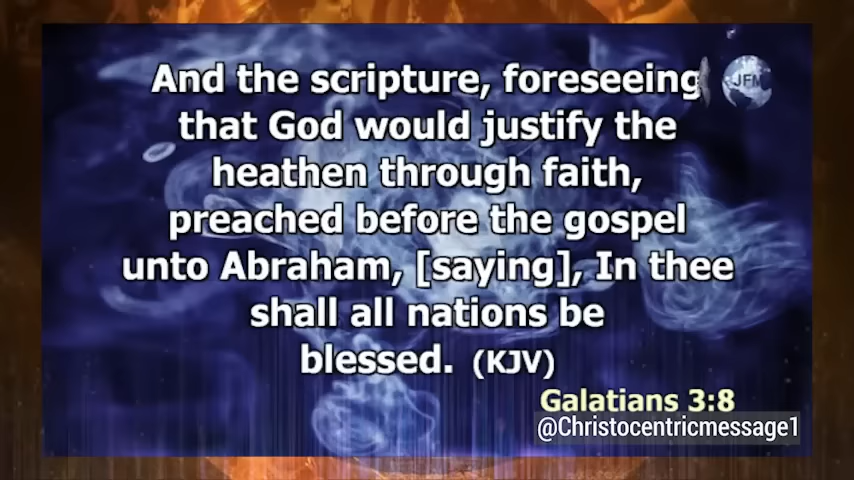 And the scripture, foreseeing
that God would justify the
heathen through faith,
preached before the gospel
unto Abraham, [saying], In thee
shall all nations be
blessed. (KJV)
Galatians 3:8
@Christocentricmessage1
JFM